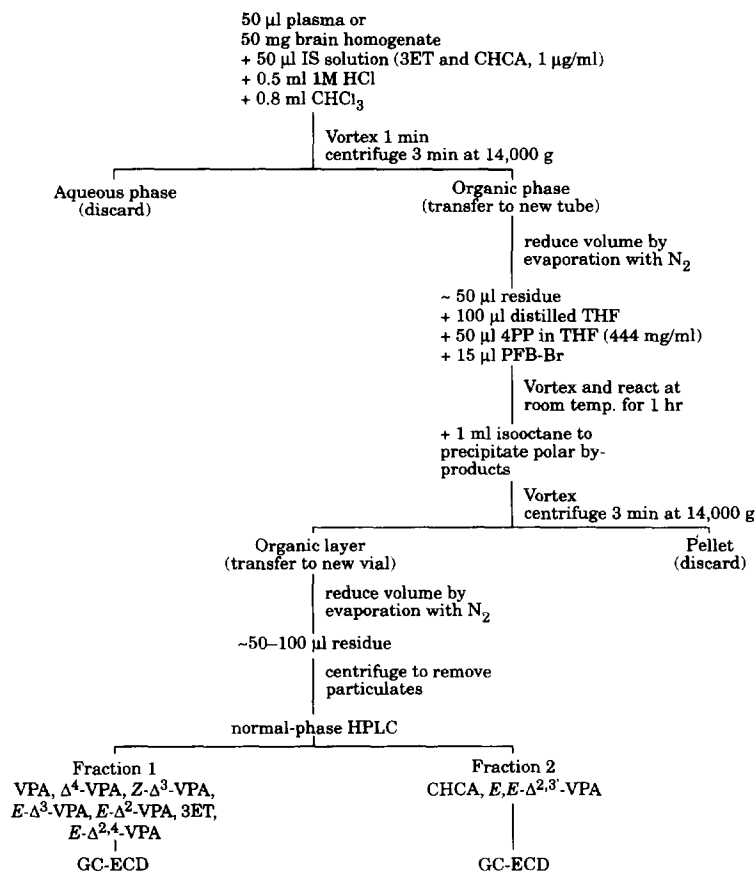 50 µl plasma or
50 mg brain homogenate
+ 50 µl IS solution (3ET and CHCA, 1 µg/ml)
+ 0.5 ml 1M HCl
+ 0.8 ml CHCl₃
Vortex 1 min
centrifuge 3 min at 14,000 g
Aqueous phase
(discard)
Organic phase
(transfer to new tube)
reduce volume by
evaporation with N₂
~ 50 µl residue
+ 100 µl distilled THF
+ 50 µl 4PP in THF (444 mg/ml)
+ 15 µl PFB-Br
Vortex and react at
room temp. for 1 hr
+ 1 ml isooctane to
precipitate polar by-
products
Vortex
centrifuge 3 min at 14,000 g
Organic layer
(transfer to new vial)
Pellet
(discard)
reduce volume by
evaporation with N₂
~50–100 µl residue
centrifuge to remove
particulates
normal-phase HPLC
Fraction 1
VPA, Δ⁴-VPA, Z-Δ³-VPA,
E-Δ³-VPA, E-Δ²-VPA, 3ET,
E-Δ²,⁴-VPA
GC-ECD
Fraction 2
CHCA, E,E-Δ²,³'-VPA
GC-ECD